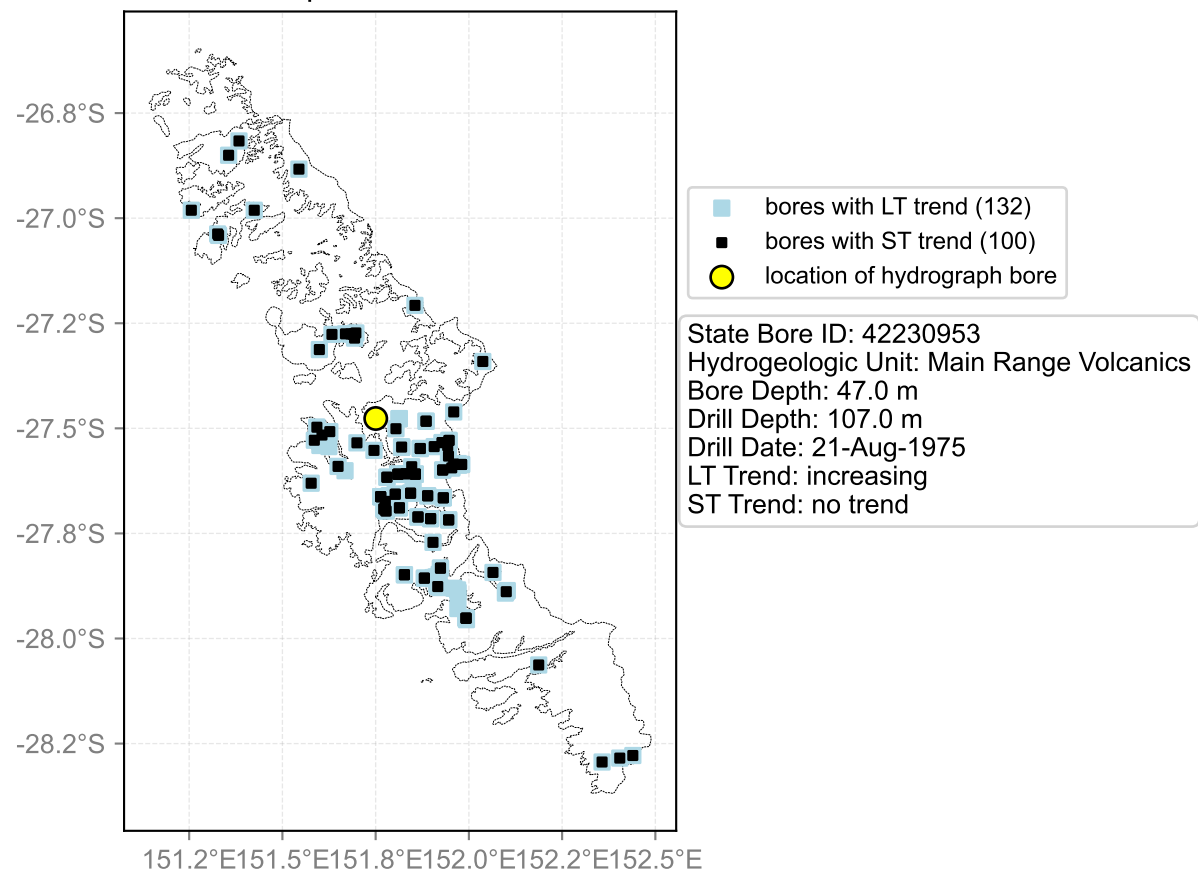 -26.8°S
-27.0°S
-27.2°S
-27.5°S
-27.8°S
-28.0°S
-28.2°S
151.2°E151.5°E151.8°E152.0°E152.2°E152.5°E
bores with LT trend (132)
bores with ST trend (100)
location of hydrograph bore
State Bore ID: 42230953
Hydrogeologic Unit: Main Range Volcanics
Bore Depth: 47.0 m
Drill Depth: 107.0 m
Drill Date: 21-Aug-1975
LT Trend: increasing
ST Trend: no trend